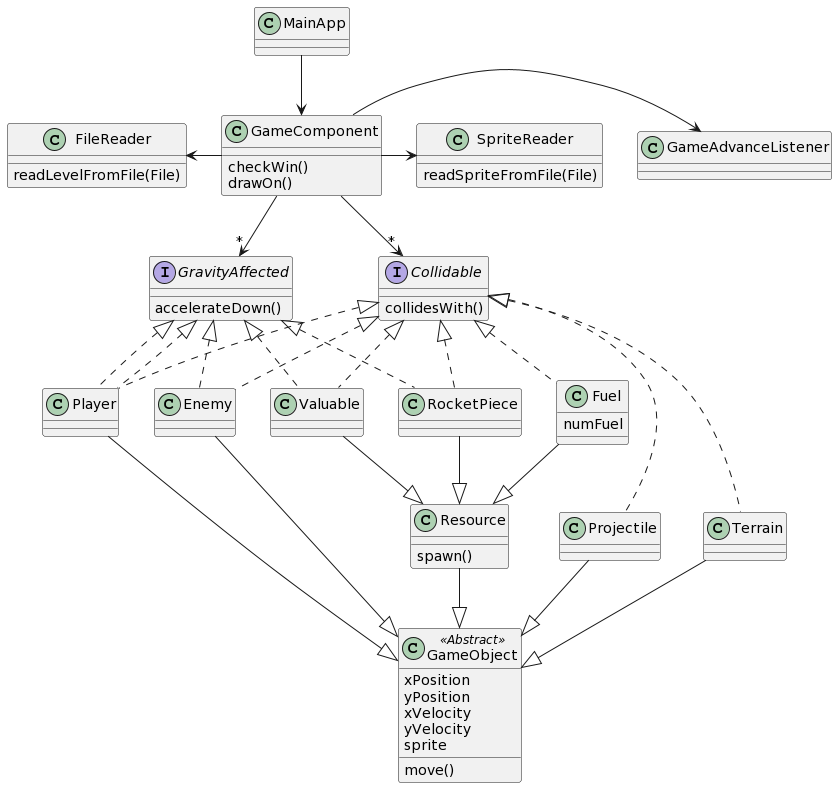 C MainApp
C FileReader
readLevelFromFile(File)
C GameComponent
checkWin()
drawOn()
C SpriteReader
readSpriteFromFile(File)
C GameAdvanceListener
*
*
I GravityAffected
accelerateDown()
I Collidable
collidesWith()
C Player
C Enemy
C Valuable
C RocketPiece
C Fuel
numFuel
C Resource
spawn()
C Projectile
C Terrain
«Abstract»
C GameObject
xPosition
yPosition
xVelocity
yVelocity
sprite
move()